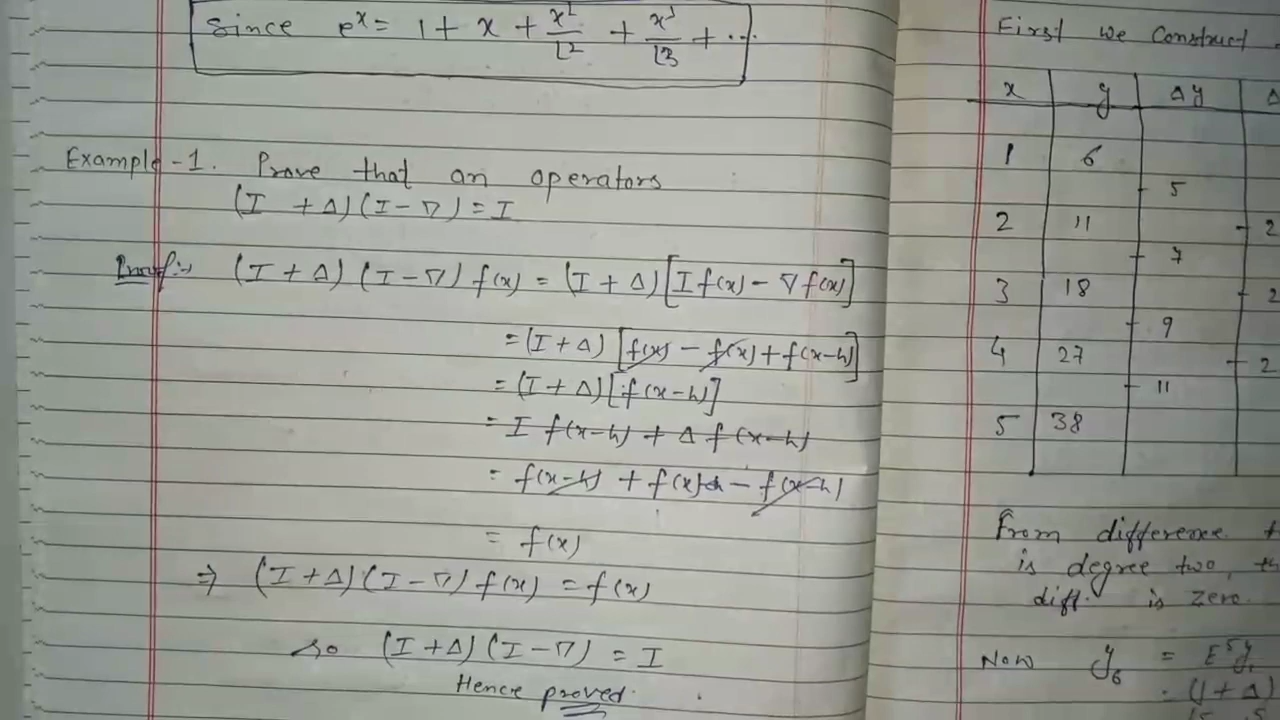 Since e^x = 1 + x + x²/⌊2 + x³/⌊3 + ...
Example-1. Prove that an operators
(I + Δ)(I - ∇) = I
Proof:- (I + Δ) (I - ∇) f(x) = (I + Δ) [I f(x) - ∇ f(x)]
= (I + Δ) [f(x) - f(x) + f(x-h)]
= (I + Δ) [f(x-h)]
= I f(x-h) + Δ f(x-h)
= f(x-h) + f(x) - f(x-h)
= f(x)
⇒ (I + Δ) (I - ∇) f(x) = f(x)
so (I + Δ) (I - ∇) = I
Hence proved.
First we Construct
x y Δy Δ
1 6
5
2 11 2
7
3 18 2
9
4 27 2
11
5 38
From difference
is degree two,
diff. is zero.
Now y₆ = E⁵y₁
= (1 + Δ)